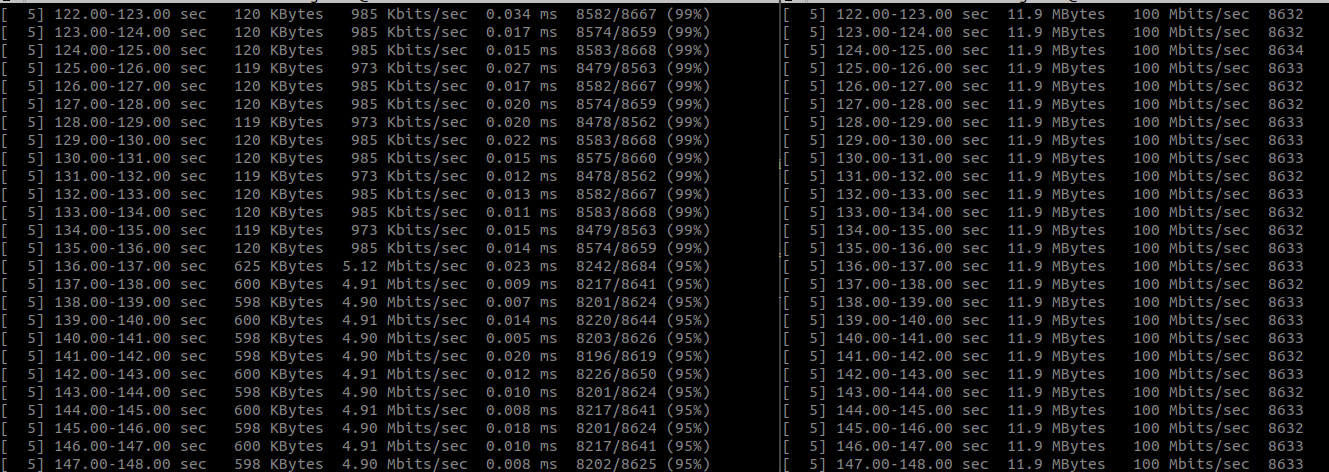 [  5] 122.00-123.00 sec   120 KBytes   985 Kbits/sec  0.034 ms  8582/8667 (99%)
[  5] 123.00-124.00 sec   120 KBytes   985 Kbits/sec  0.017 ms  8574/8659 (99%)
[  5] 124.00-125.00 sec   120 KBytes   985 Kbits/sec  0.015 ms  8583/8668 (99%)
[  5] 125.00-126.00 sec   119 KBytes   973 Kbits/sec  0.027 ms  8479/8563 (99%)
[  5] 126.00-127.00 sec   120 KBytes   985 Kbits/sec  0.017 ms  8582/8667 (99%)
[  5] 127.00-128.00 sec   120 KBytes   985 Kbits/sec  0.020 ms  8574/8659 (99%)
[  5] 128.00-129.00 sec   119 KBytes   973 Kbits/sec  0.020 ms  8478/8562 (99%)
[  5] 129.00-130.00 sec   120 KBytes   985 Kbits/sec  0.022 ms  8583/8668 (99%)
[  5] 130.00-131.00 sec   120 KBytes   985 Kbits/sec  0.015 ms  8575/8660 (99%)
[  5] 131.00-132.00 sec   119 KBytes   973 Kbits/sec  0.012 ms  8478/8562 (99%)
[  5] 132.00-133.00 sec   120 KBytes   985 Kbits/sec  0.013 ms  8582/8667 (99%)
[  5] 133.00-134.00 sec   120 KBytes   985 Kbits/sec  0.011 ms  8583/8668 (99%)
[  5] 134.00-135.00 sec   119 KBytes   973 Kbits/sec  0.015 ms  8479/8563 (99%)
[  5] 135.00-136.00 sec   120 KBytes   985 Kbits/sec  0.014 ms  8574/8659 (99%)
[  5] 136.00-137.00 sec   625 KBytes  5.12 Mbits/sec  0.023 ms  8242/8684 (95%)
[  5] 137.00-138.00 sec   600 KBytes  4.91 Mbits/sec  0.009 ms  8217/8641 (95%)
[  5] 138.00-139.00 sec   598 KBytes  4.90 Mbits/sec  0.007 ms  8201/8624 (95%)
[  5] 139.00-140.00 sec   600 KBytes  4.91 Mbits/sec  0.014 ms  8220/8644 (95%)
[  5] 140.00-141.00 sec   598 KBytes  4.90 Mbits/sec  0.005 ms  8203/8626 (95%)
[  5] 141.00-142.00 sec   598 KBytes  4.90 Mbits/sec  0.020 ms  8196/8619 (95%)
[  5] 142.00-143.00 sec   600 KBytes  4.91 Mbits/sec  0.012 ms  8226/8650 (95%)
[  5] 143.00-144.00 sec   598 KBytes  4.90 Mbits/sec  0.010 ms  8201/8624 (95%)
[  5] 144.00-145.00 sec   600 KBytes  4.91 Mbits/sec  0.008 ms  8217/8641 (95%)
[  5] 145.00-146.00 sec   598 KBytes  4.90 Mbits/sec  0.018 ms  8201/8624 (95%)
[  5] 146.00-147.00 sec   600 KBytes  4.91 Mbits/sec  0.010 ms  8217/8641 (95%)
[  5] 147.00-148.00 sec   598 KBytes  4.90 Mbits/sec  0.008 ms  8202/8625 (95%)
[  5] 122.00-123.00 sec  11.9 MBytes   100 Mbits/sec  8632
[  5] 123.00-124.00 sec  11.9 MBytes   100 Mbits/sec  8632
[  5] 124.00-125.00 sec  11.9 MBytes   100 Mbits/sec  8634
[  5] 125.00-126.00 sec  11.9 MBytes   100 Mbits/sec  8633
[  5] 126.00-127.00 sec  11.9 MBytes   100 Mbits/sec  8632
[  5] 127.00-128.00 sec  11.9 MBytes   100 Mbits/sec  8632
[  5] 128.00-129.00 sec  11.9 MBytes   100 Mbits/sec  8633
[  5] 129.00-130.00 sec  11.9 MBytes   100 Mbits/sec  8633
[  5] 130.00-131.00 sec  11.9 MBytes   100 Mbits/sec  8632
[  5] 131.00-132.00 sec  11.9 MBytes   100 Mbits/sec  8632
[  5] 132.00-133.00 sec  11.9 MBytes   100 Mbits/sec  8633
[  5] 133.00-134.00 sec  11.9 MBytes   100 Mbits/sec  8632
[  5] 134.00-135.00 sec  11.9 MBytes   100 Mbits/sec  8633
[  5] 135.00-136.00 sec  11.9 MBytes   100 Mbits/sec  8633
[  5] 136.00-137.00 sec  11.9 MBytes   100 Mbits/sec  8633
[  5] 137.00-138.00 sec  11.9 MBytes   100 Mbits/sec  8632
[  5] 138.00-139.00 sec  11.9 MBytes   100 Mbits/sec  8633
[  5] 139.00-140.00 sec  11.9 MBytes   100 Mbits/sec  8633
[  5] 140.00-141.00 sec  11.9 MBytes   100 Mbits/sec  8633
[  5] 141.00-142.00 sec  11.9 MBytes   100 Mbits/sec  8632
[  5] 142.00-143.00 sec  11.9 MBytes   100 Mbits/sec  8633
[  5] 143.00-144.00 sec  11.9 MBytes   100 Mbits/sec  8632
[  5] 144.00-145.00 sec  11.9 MBytes   100 Mbits/sec  8633
[  5] 145.00-146.00 sec  11.9 MBytes   100 Mbits/sec  8632
[  5] 146.00-147.00 sec  11.9 MBytes   100 Mbits/sec  8633
[  5] 147.00-148.00 sec  11.9 MBytes   100 Mbits/sec  8632